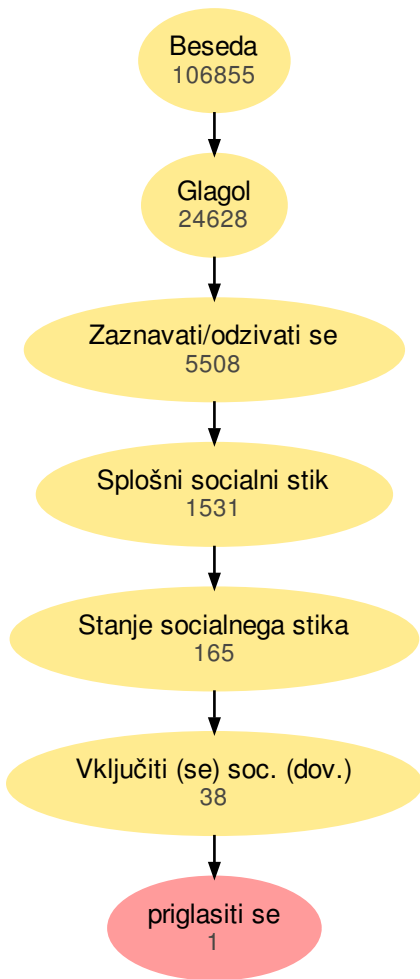 Beseda
106855
Glagol
24628
Zaznavati/odzivati se
5508
Splošni socialni stik
1531
Stanje socialnega stika
165
Vključiti (se) soc. (dov.)
38
priglasiti se
1